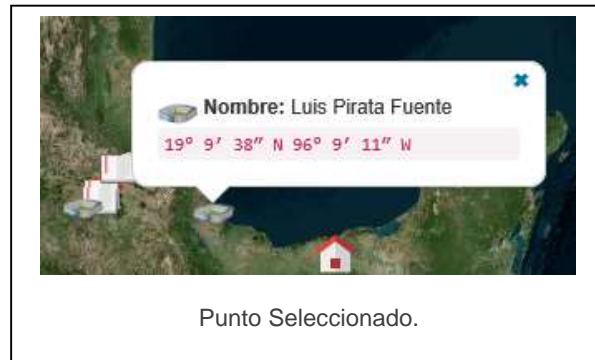 Nombre: Luis Pirata Fuente
19° 9′ 38″ N 96° 9′ 11″ W
Punto Seleccionado.